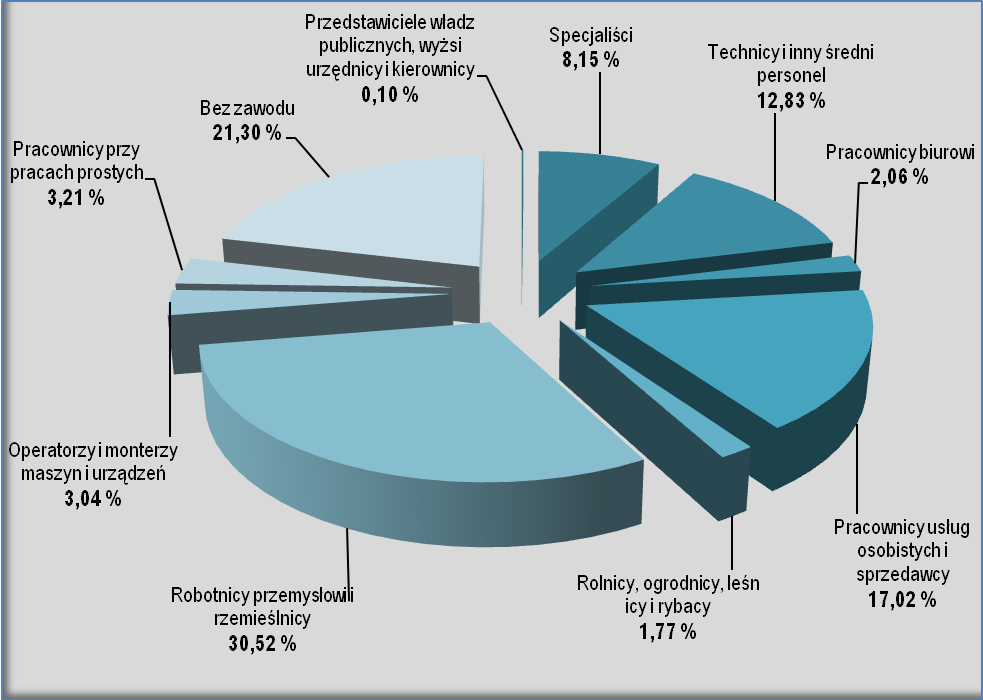 Przedstawiciele wladz
publicznych, wyżsi
urzędnicy i kierownicy
0,10 %
Specjaliści
8,15 %
Technicy i inny średni
personel
12,83 %
Pracownicy biurowi
2,06 %
Pracownicy usług
osobistych i
sprzedawcy
17,02 %
Rolnicy, ogrodnicy, leśn
icy i rybacy
1,77 %
Robotnicy przemysłowi i
rzemieślnicy
30,52 %
Operatorzy i monterzy
maszyn i urządzeń
3,04 %
Pracownicy przy
pracach prostych
3,21 %
Bez zawodu
21,30 %